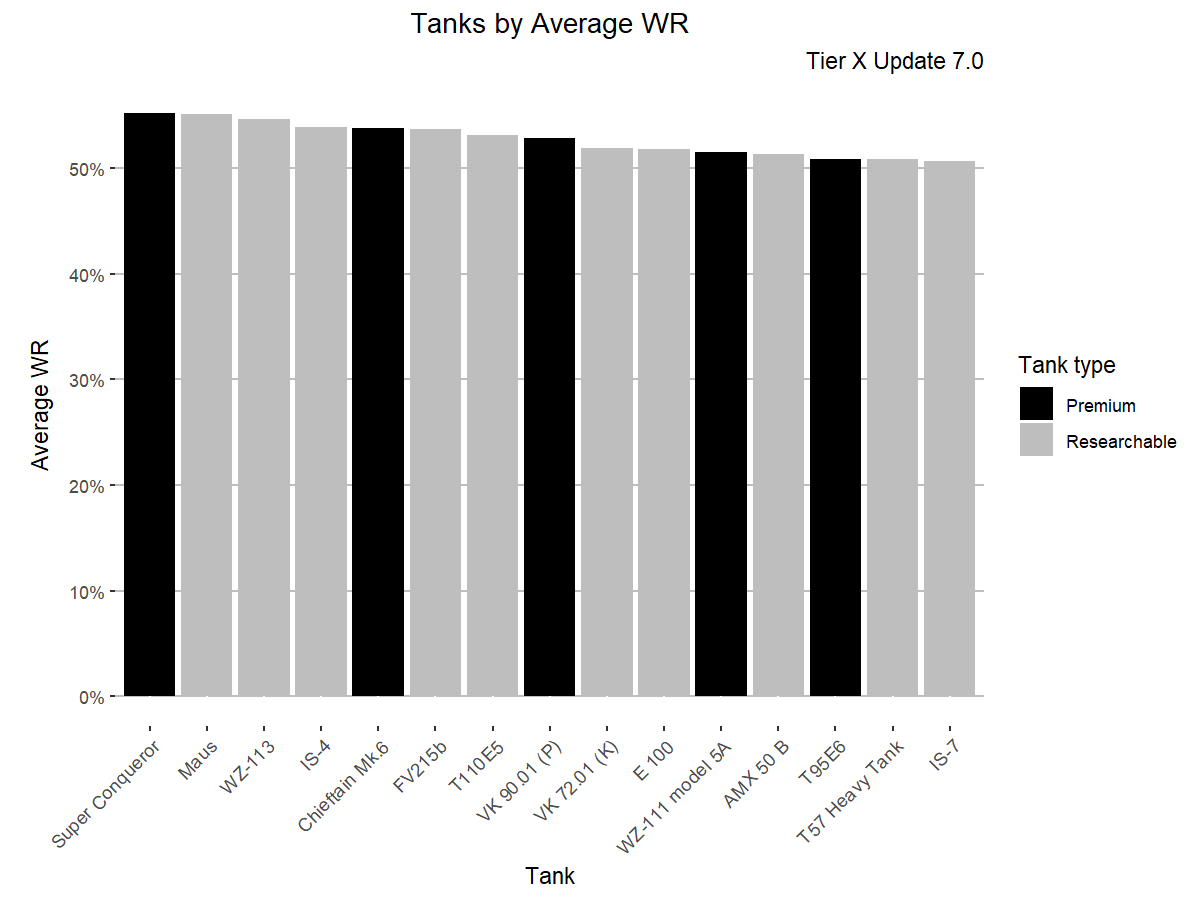 Tanks by Average WR
Tier X Update 7.0
Average WR
50%
40%
30%
20%
10%
0%
Super Conqueror
Maus
WZ-113
IS-4
Chieftain Mk.6
FV215b
T110E5
VK 90.01 (P)
VK 72.01 (K)
E 100
WZ-111 model 5A
AMX 50 B
T95E6
T57 Heavy Tank
IS-7
Tank
Tank type
Premium
Researchable